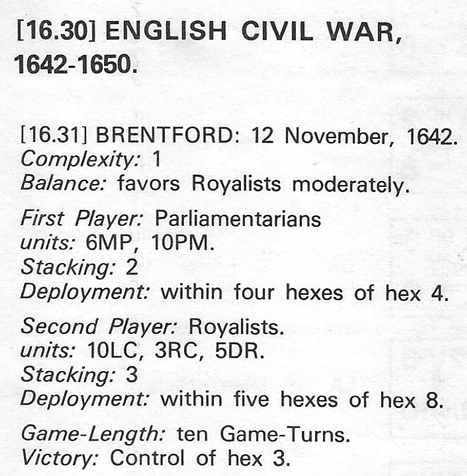 [16.30] ENGLISH CIVIL WAR,
1642-1650.
[16.31] BRENTFORD: 12 November, 1642.
Complexity: 1
Balance: favors Royalists moderately.
First Player: Parliamentarians
units: 6MP, 10PM.
Stacking: 2
Deployment: within four hexes of hex 4.
Second Player: Royalists.
units: 10LC, 3RC, 5DR.
Stacking: 3
Deployment: within five hexes of hex 8.
Game-Length: ten Game-Turns.
Victory: Control of hex 3.